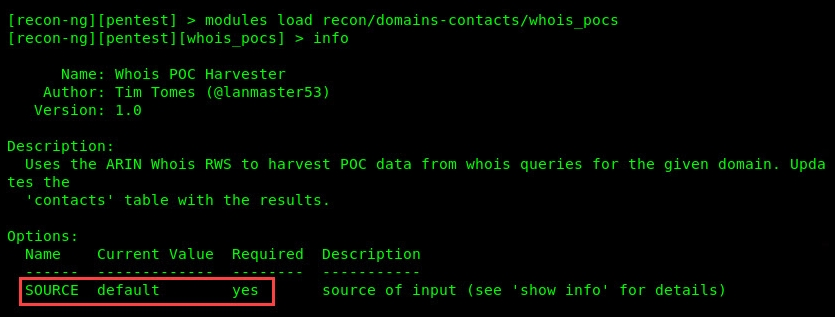 [recon-ng][pentest] > modules load recon/domains-contacts/whois_pocs
[recon-ng][pentest][whois_pocs] > info
Name: Whois POC Harvester
Author: Tim Tomes (@lanmaster53)
Version: 1.0
Description:
Uses the ARIN Whois RWS to harvest POC data from whois queries for the given domain. Upda
tes the
'contacts' table with the results.
Options:
Name Current Value Required Description
------ ------------- -------- -----------
SOURCE default yes source of input (see 'show info' for details)